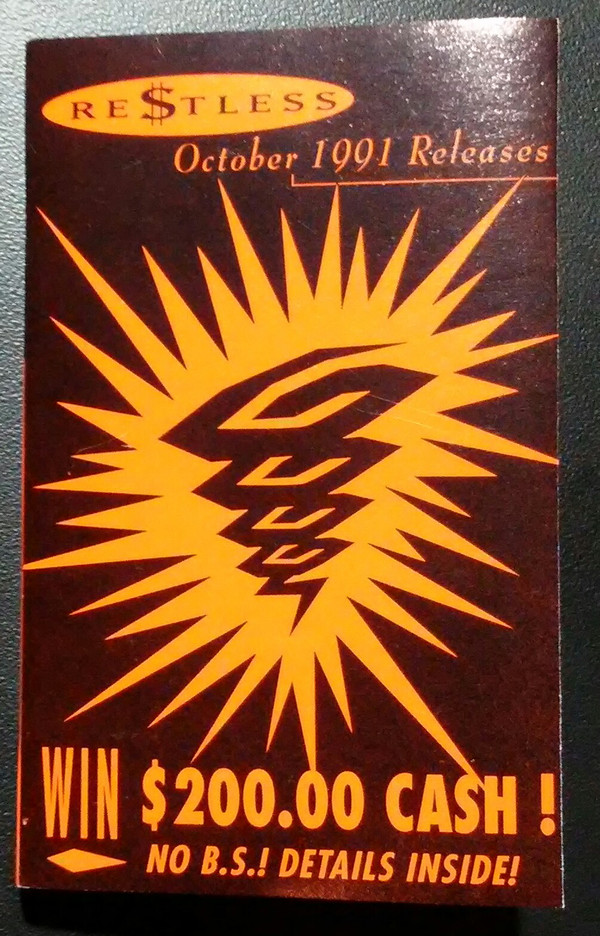 RE$TLESS
October 1991 Releases
WIN $200.00 CASH !
NO B.S.! DETAILS INSIDE!